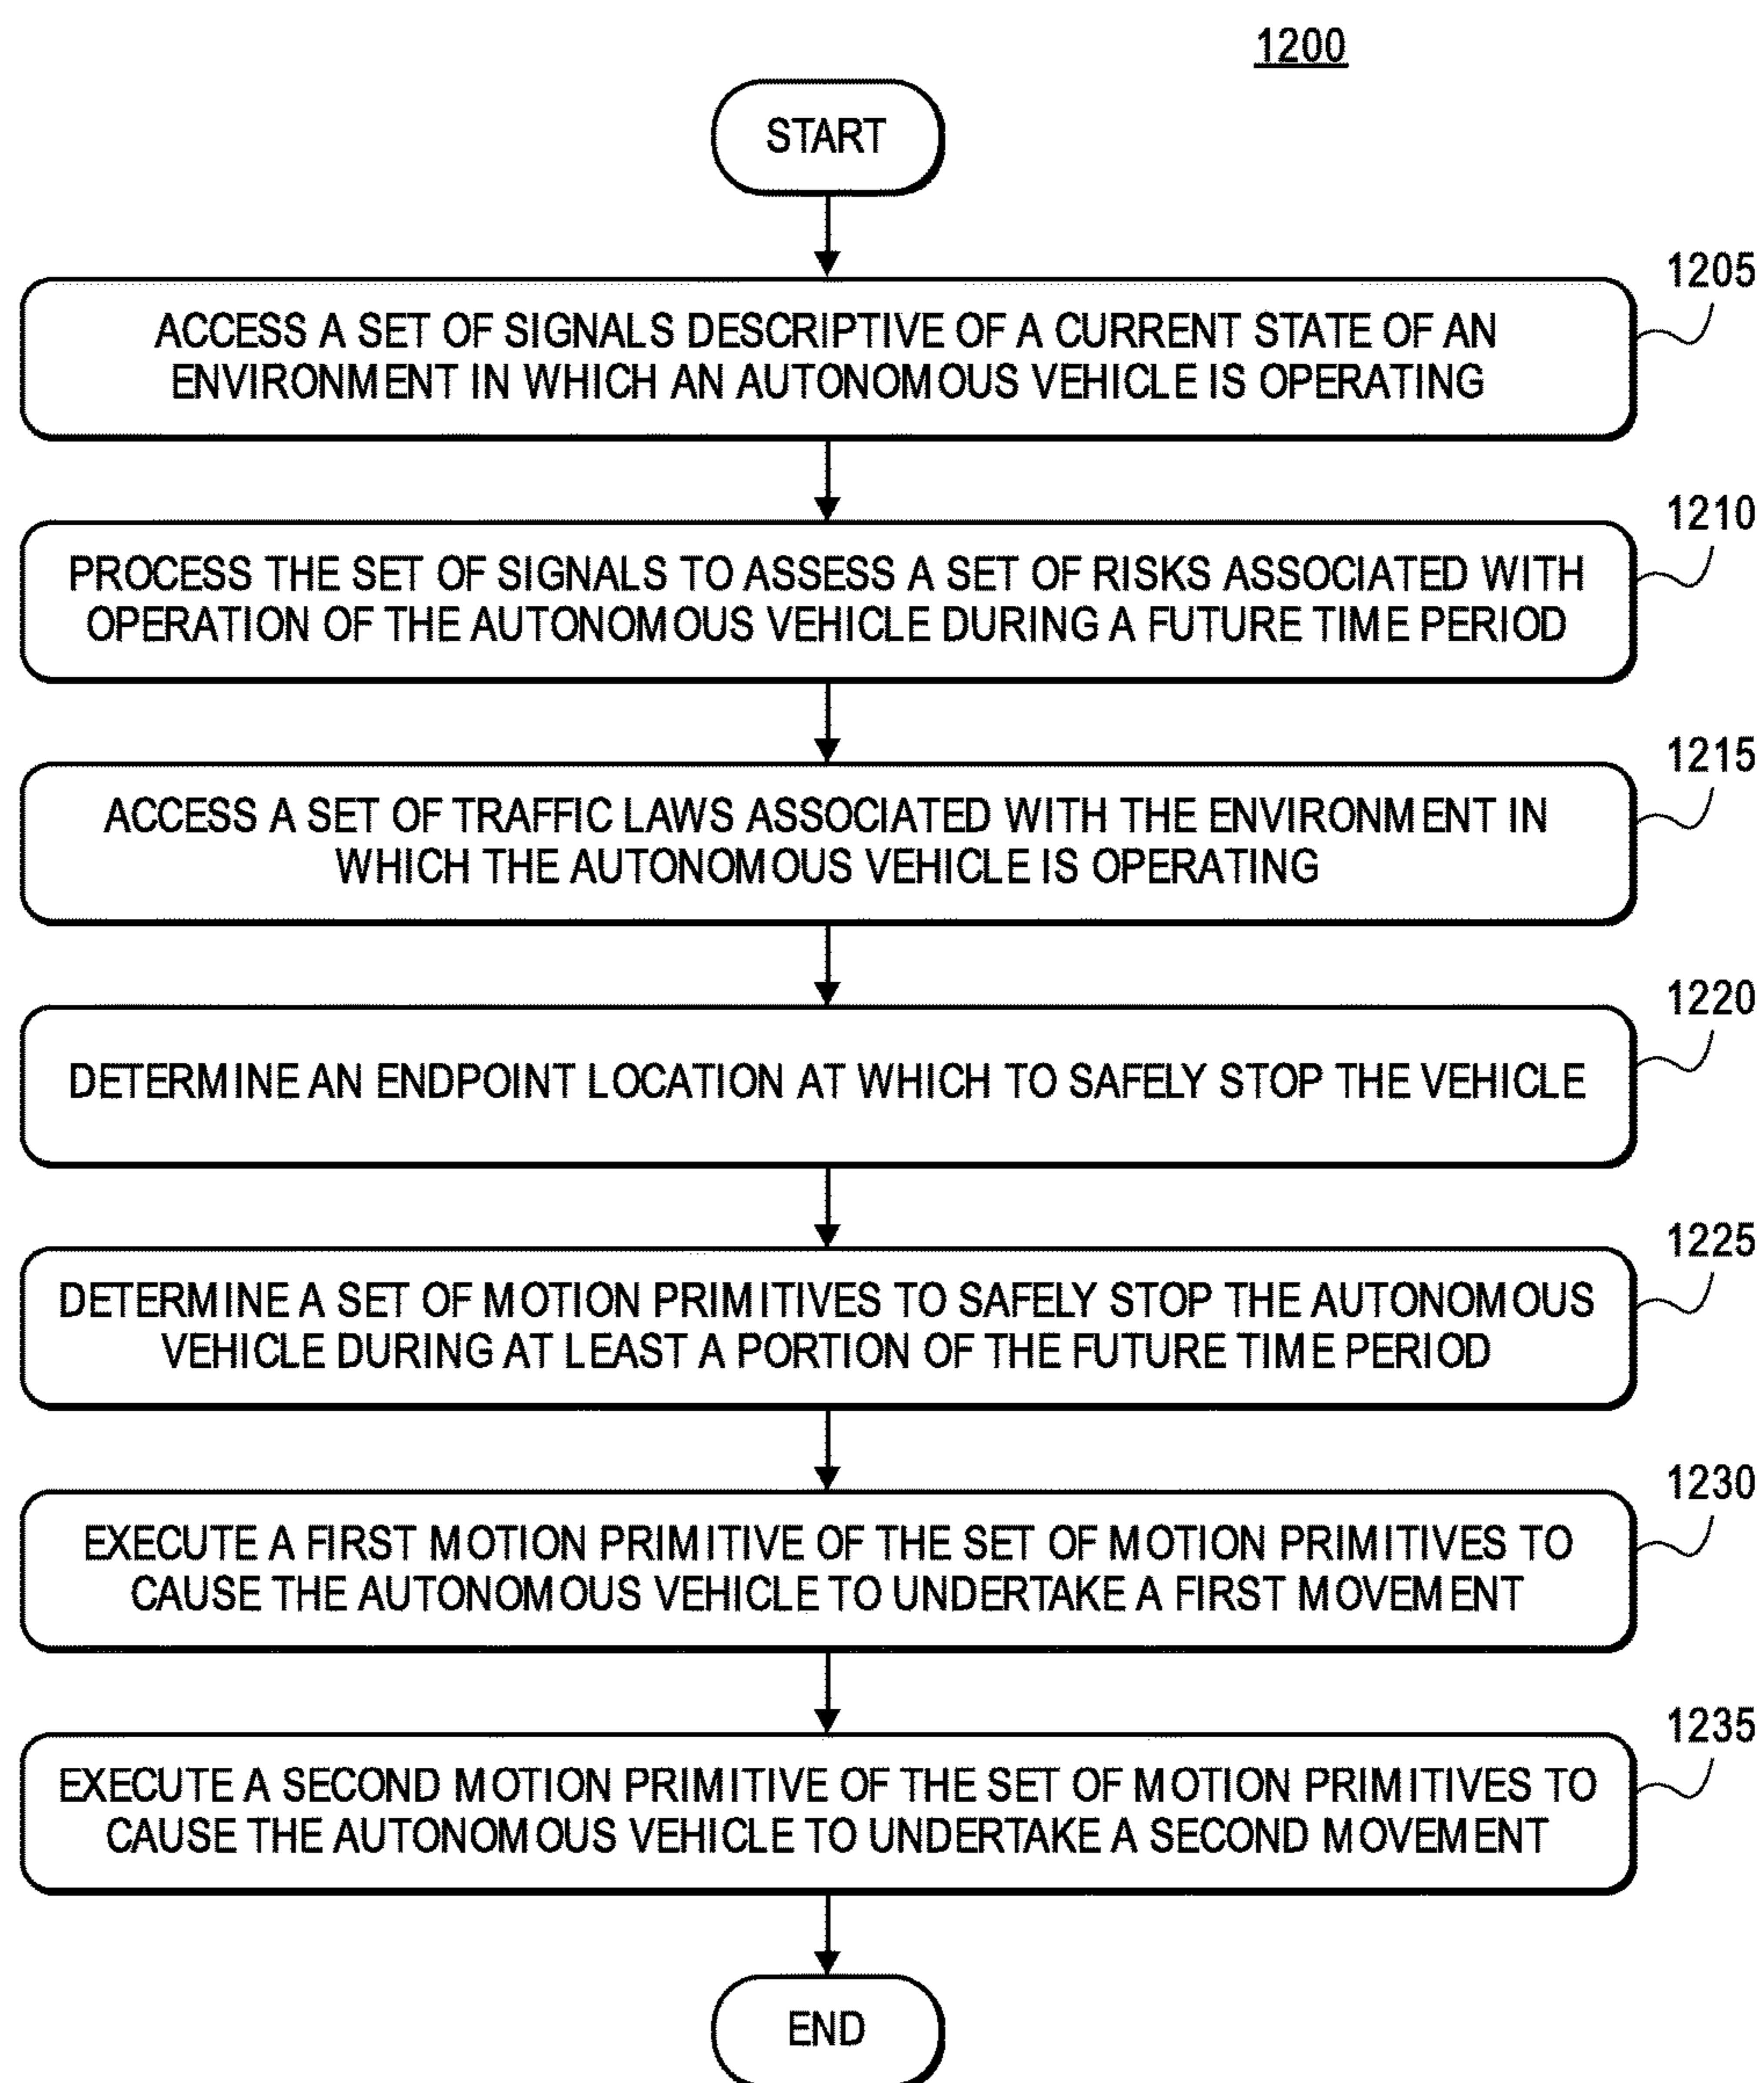 1200
START
1205
ACCESS A SET OF SIGNALS DESCRIPTIVE OF A CURRENT STATE OF AN
ENVIRONMENT IN WHICH AN AUTONOMOUS VEHICLE IS OPERATING
1210
PROCESS THE SET OF SIGNALS TO ASSESS A SET OF RISKS ASSOCIATED WITH
OPERATION OF THE AUTONOMOUS VEHICLE DURING A FUTURE TIME PERIOD
1215
ACCESS A SET OF TRAFFIC LAWS ASSOCIATED WITH THE ENVIRONMENT IN
WHICH THE AUTONOMOUS VEHICLE IS OPERATING
1220
DETERMINE AN ENDPOINT LOCATION AT WHICH TO SAFELY STOP THE VEHICLE
1225
DETERMINE A SET OF MOTION PRIMITIVES TO SAFELY STOP THE AUTONOMOUS
VEHICLE DURING AT LEAST A PORTION OF THE FUTURE TIME PERIOD
1230
EXECUTE A FIRST MOTION PRIMITIVE OF THE SET OF MOTION PRIMITIVES TO
CAUSE THE AUTONOMOUS VEHICLE TO UNDERTAKE A FIRST MOVEMENT
1235
EXECUTE A SECOND MOTION PRIMITIVE OF THE SET OF MOTION PRIMITIVES TO
CAUSE THE AUTONOMOUS VEHICLE TO UNDERTAKE A SECOND MOVEMENT
END